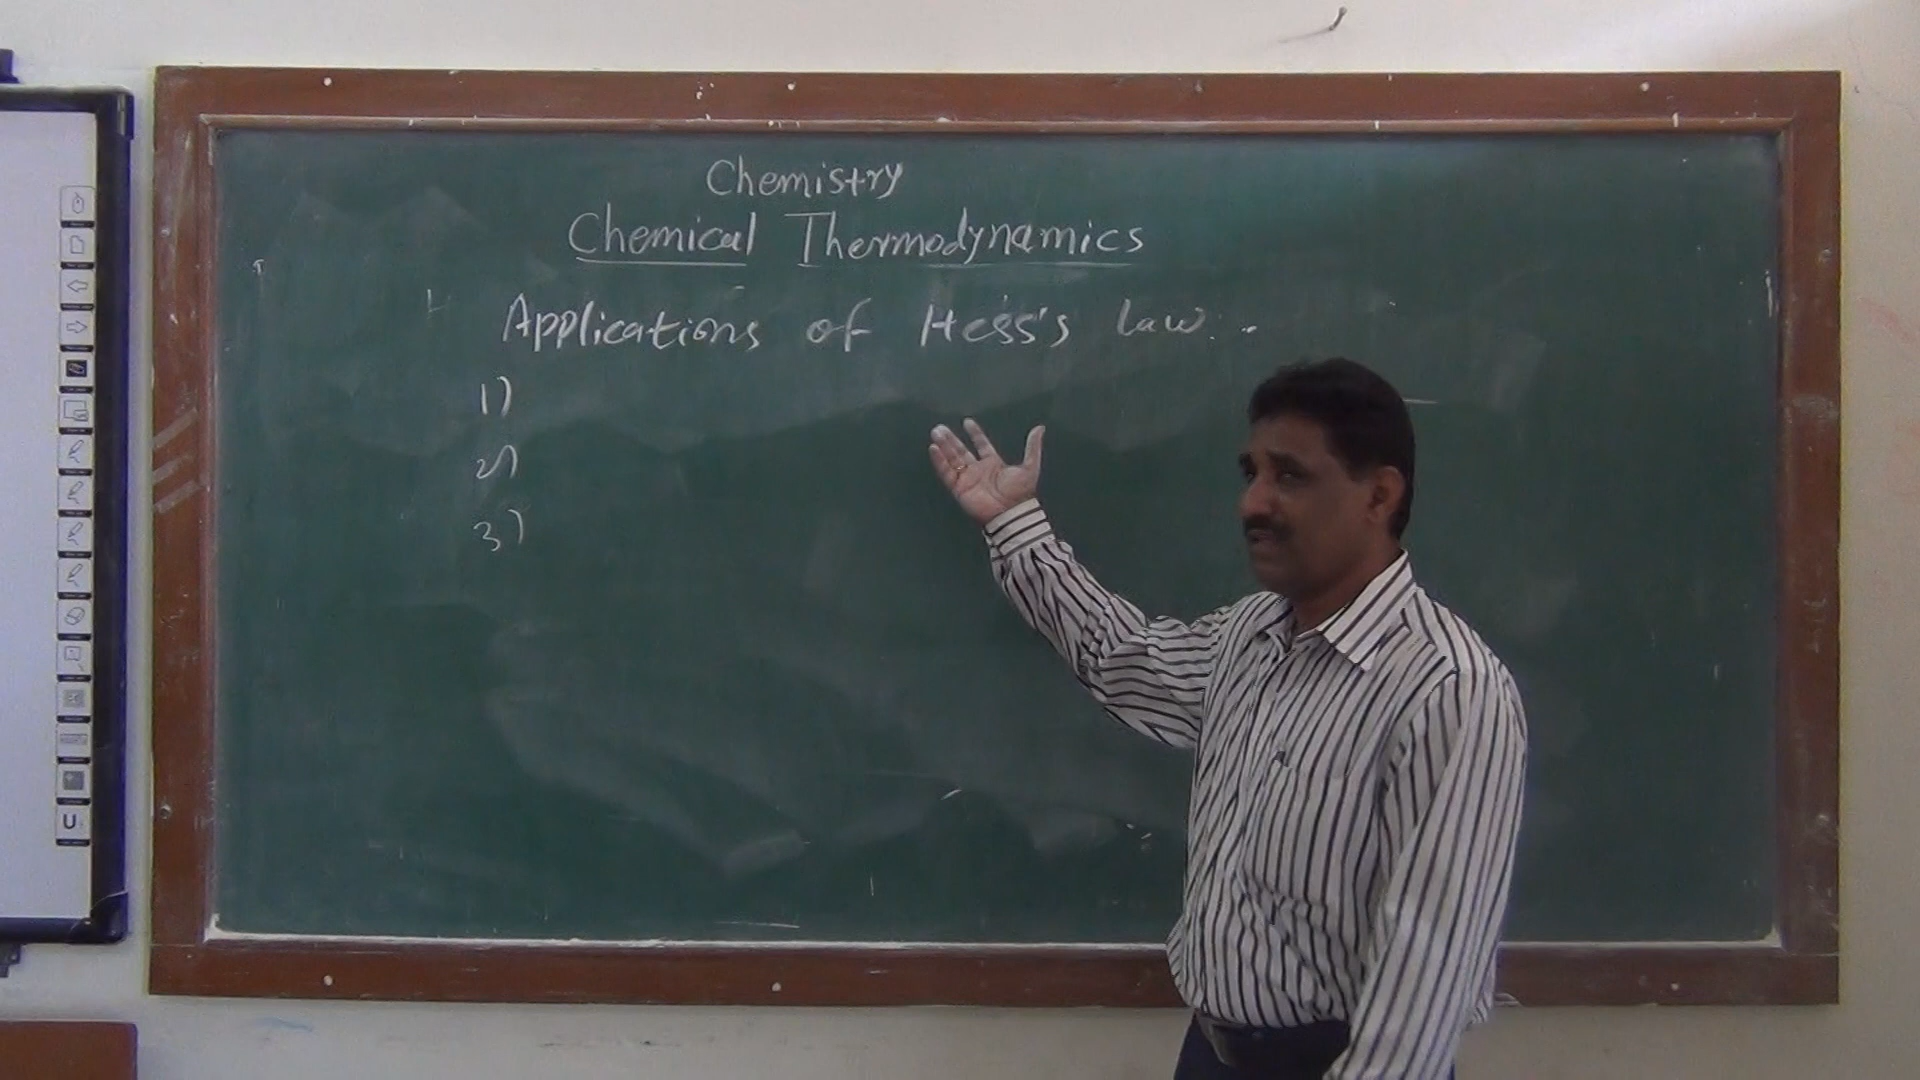 Chemistry
Chemical Thermodynamics
Applications of Hess's law:-
1)
2)
3)
U